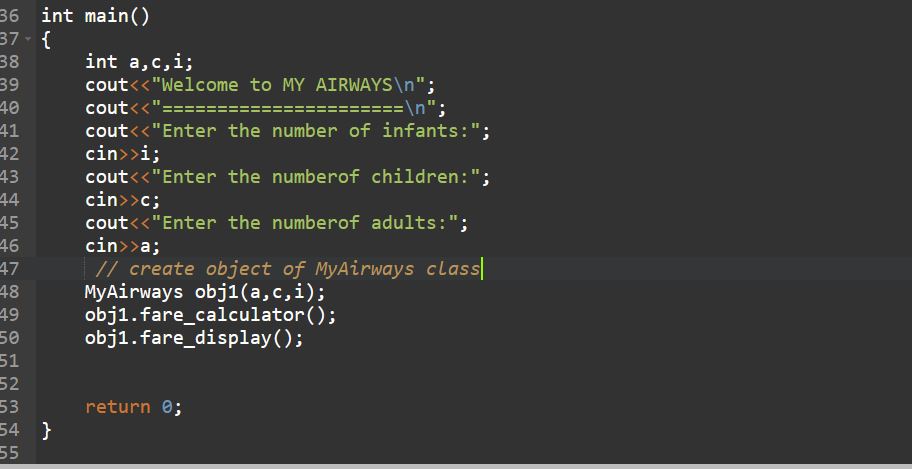 36 int main()
37 {
38     int a,c,i;
39     cout<<"Welcome to MY AIRWAYS\n";
40     cout<<"======================\n";
41     cout<<"Enter the number of infants:";
42     cin>>i;
43     cout<<"Enter the numberof children:";
44     cin>>c;
45     cout<<"Enter the numberof adults:";
46     cin>>a;
47      // create object of MyAirways class
48     MyAirways obj1(a,c,i);
49     obj1.fare_calculator();
50     obj1.fare_display();
51
52
53     return 0;
54 }
55